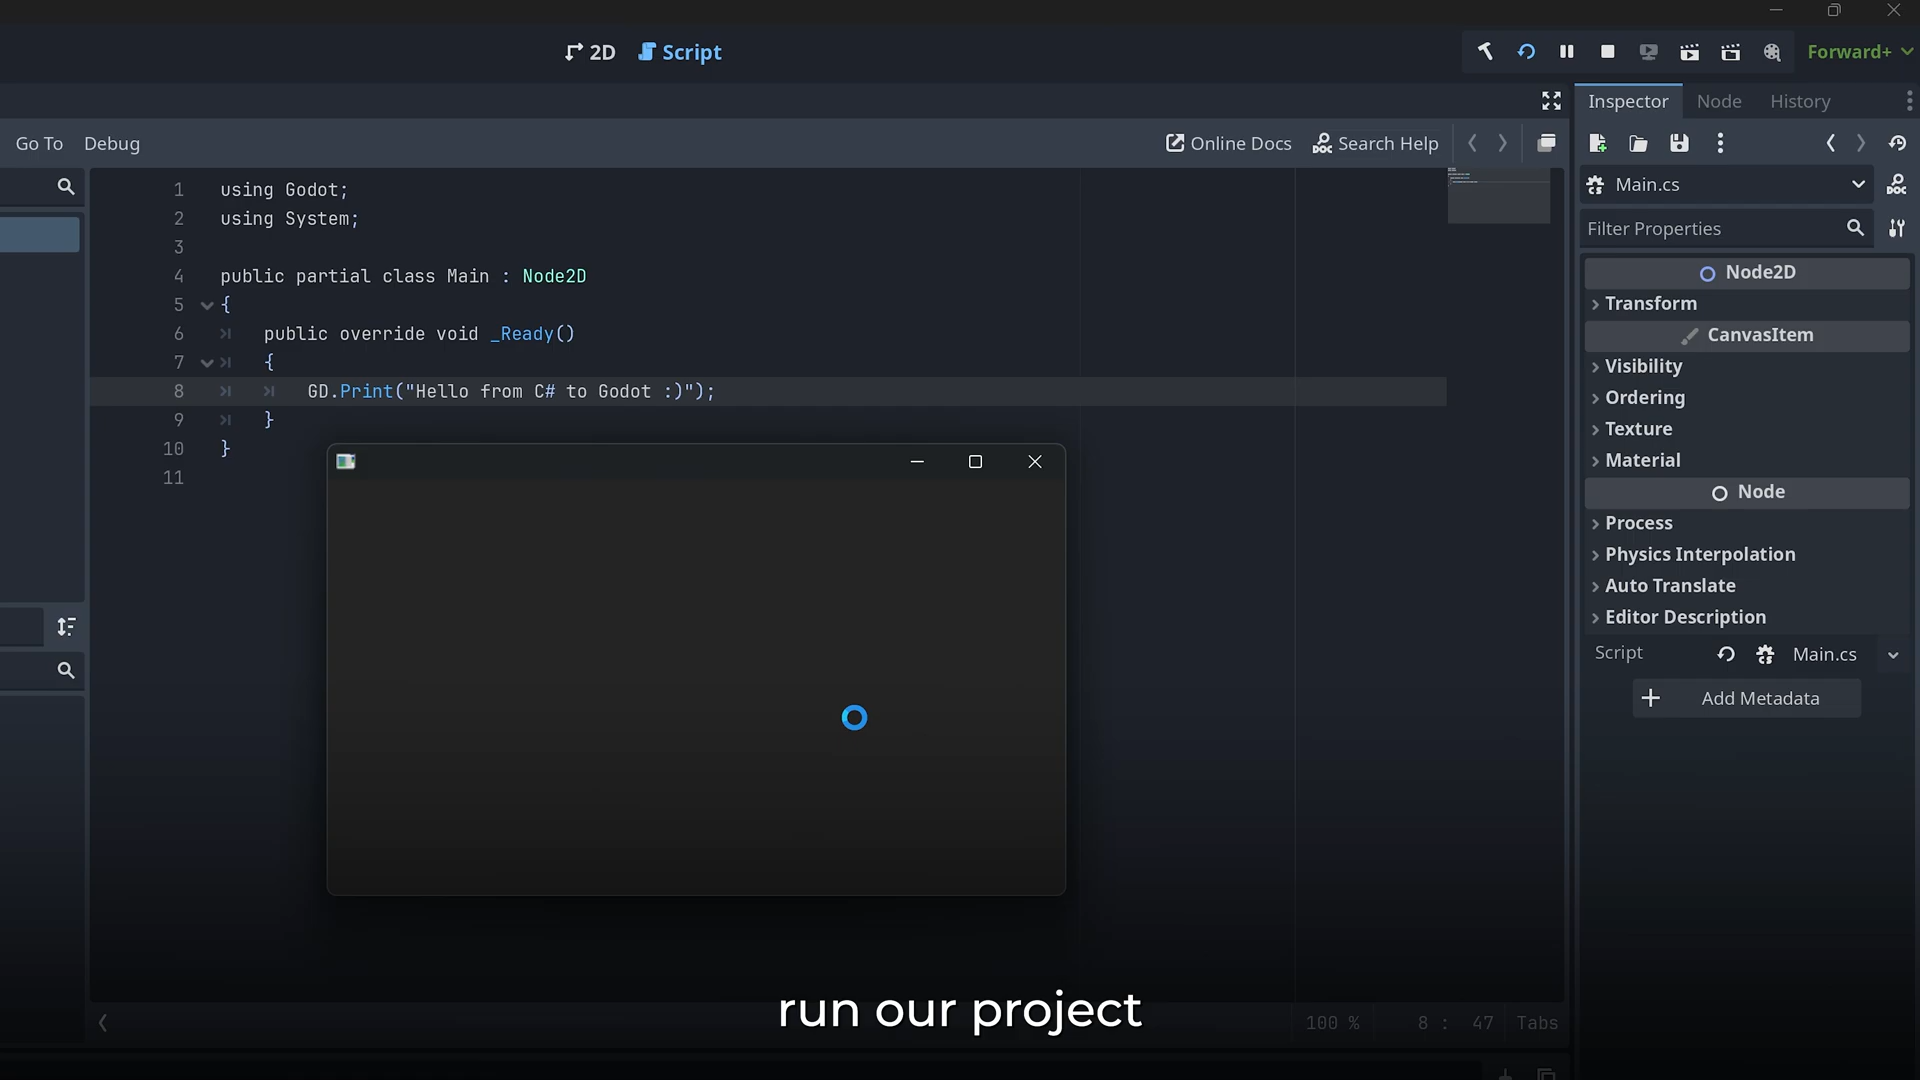 2D Script Forward+
Inspector Node History
Go To Debug Online Docs Search Help
Main.cs
Filter Properties
1 using Godot;
2 using System;
3
4 public partial class Main : Node2D
5 {
6 public override void _Ready()
7 {
8 GD.Print("Hello from C# to Godot :)");
9 }
10 }
11
Node2D
Transform
CanvasItem
Visibility
Ordering
Texture
Material
Node
Process
Physics Interpolation
Auto Translate
Editor Description
Script Main.cs
Add Metadata
run our project
100 % 8 : 47 Tabs